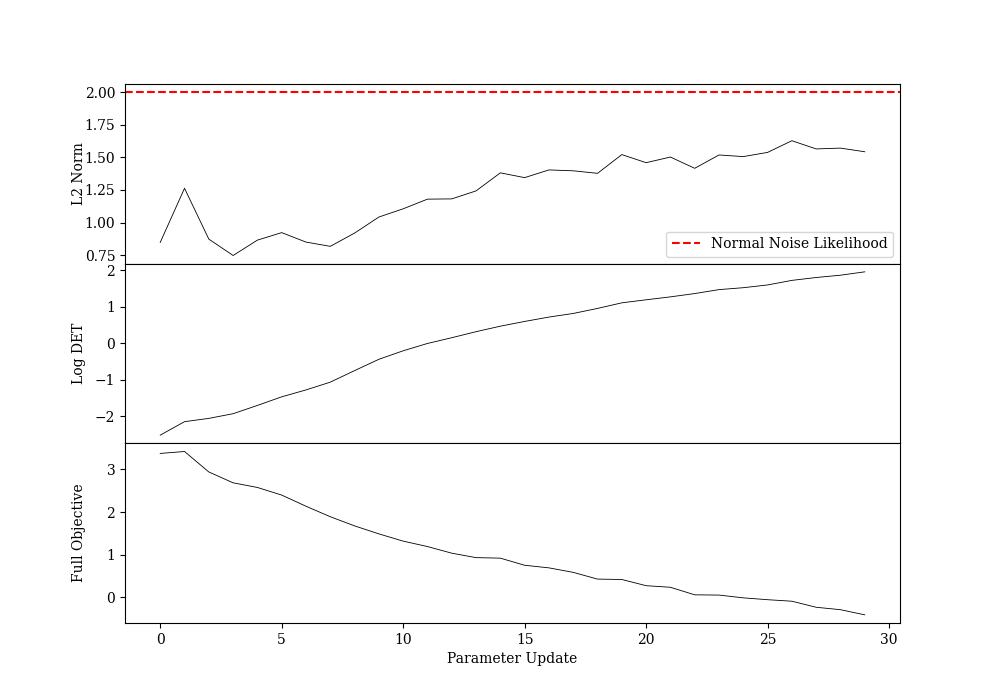 L2 Norm
2.00
1.75
1.50
1.25
1.00
0.75
Normal Noise Likelihood
Log DET
2
1
0
−1
−2
Full Objective
3
2
1
0
0 5 10 15 20 25 30
Parameter Update